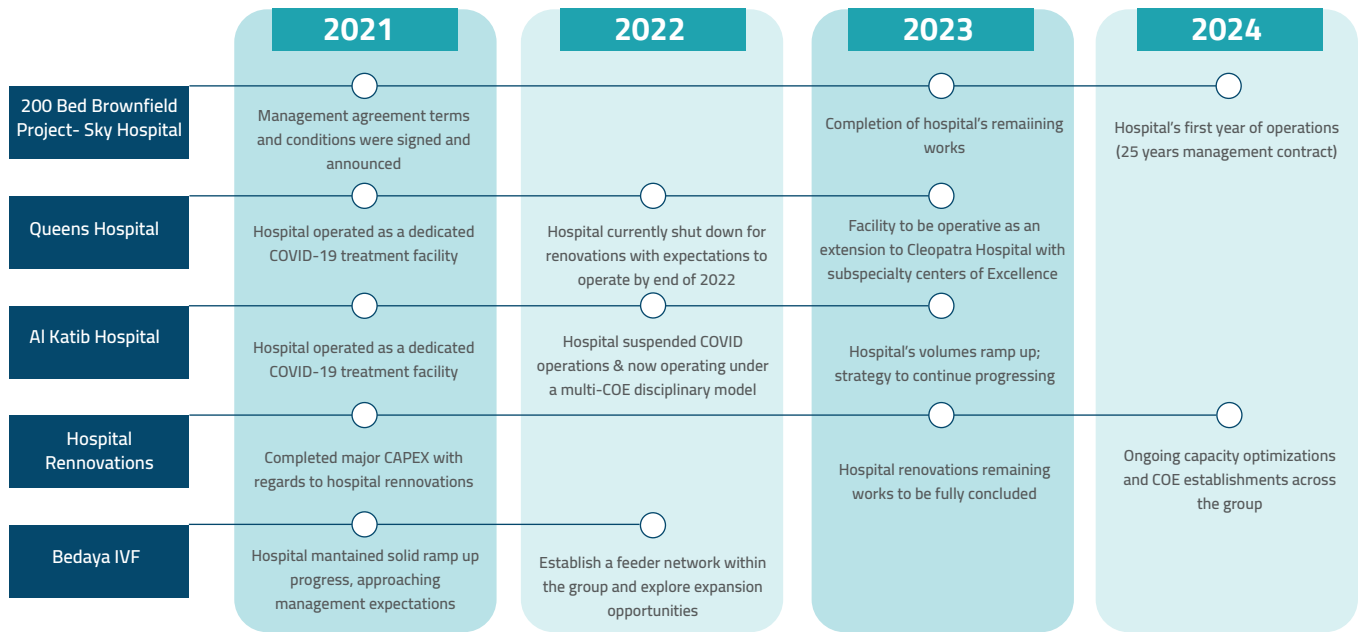 2021
2022
2023
2024
200 Bed Brownfield
Project- Sky Hospital
Management agreement terms
and conditions were signed and
announced
Completion of hospital's remaiining
works
Hospital's first year of operations
(25 years management contract)
Queens Hospital
Hospital operated as a dedicated
COVID-19 treatment facility
Hospital currently shut down for
renovations with expectations to
operate by end of 2022
Facility to be operative as an
extension to Cleopatra Hospital with
subspecialty centers of Excellence
Al Katib Hospital
Hospital operated as a dedicated
COVID-19 treatment facility
Hospital suspended COVID
operations & now operating under
a multi-COE disciplinary model
Hospital's volumes ramp up;
strategy to continue progressing
Hospital
Rennovations
Completed major CAPEX with
regards to hospital rennovations
Hospital renovations remaining
works to be fully concluded
Ongoing capacity optimizations
and COE establishments across
the group
Bedaya IVF
Hospital mantained solid ramp up
progress, approaching
management expectations
Establish a feeder network within
the group and explore expansion
opportunities